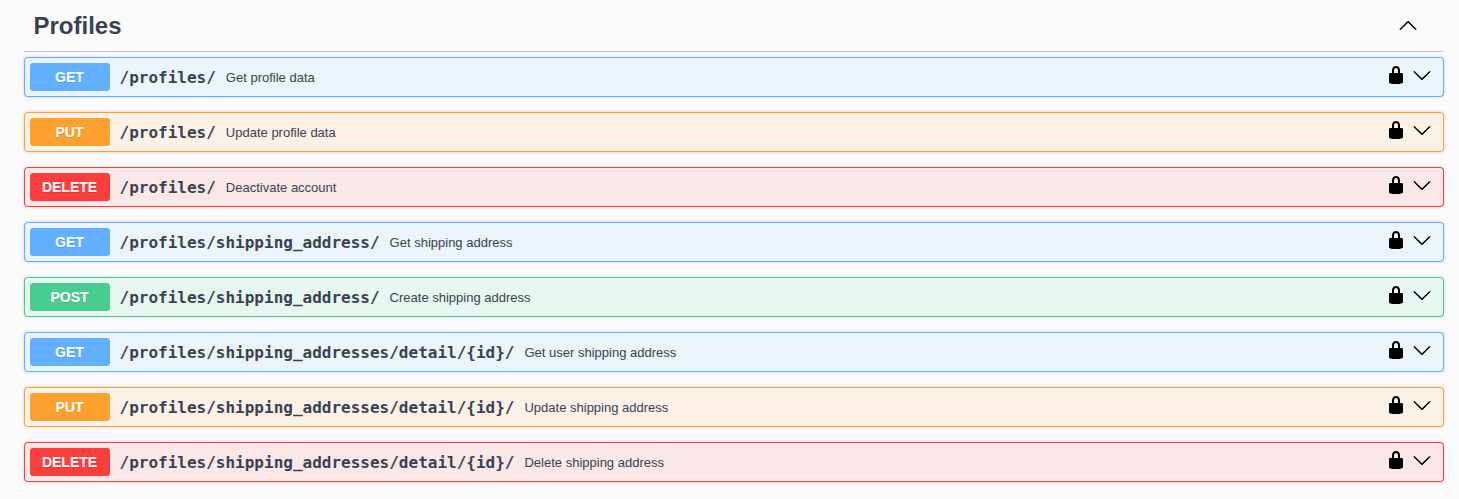 Profiles
GET /profiles/ Get profile data
PUT /profiles/ Update profile data
DELETE /profiles/ Deactivate account
GET /profiles/shipping_address/ Get shipping address
POST /profiles/shipping_address/ Create shipping address
GET /profiles/shipping_addresses/detail/{id}/ Get user shipping address
PUT /profiles/shipping_addresses/detail/{id}/ Update shipping address
DELETE /profiles/shipping_addresses/detail/{id}/ Delete shipping address